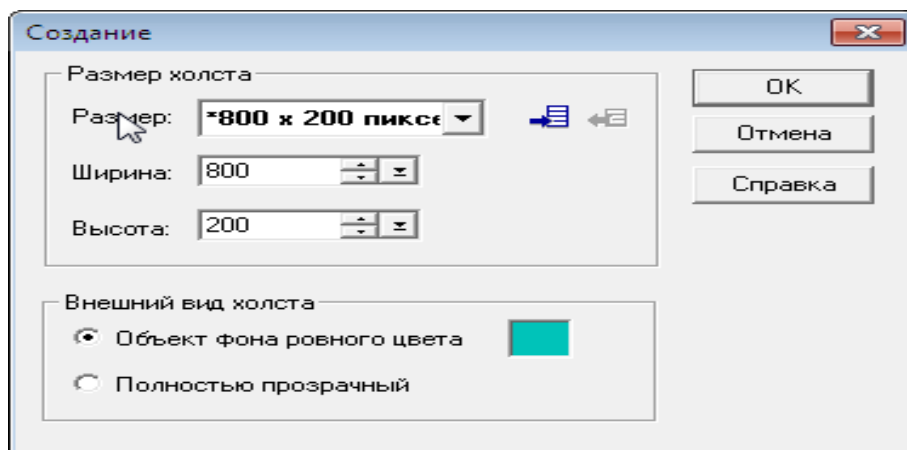 Создание
Размер холста
Размер: *800 x 200 пиксе
Ширина: 800
Высота: 200
OK
Отмена
Справка
Внешний вид холста
Объект фона ровного цвета
Полностью прозрачный